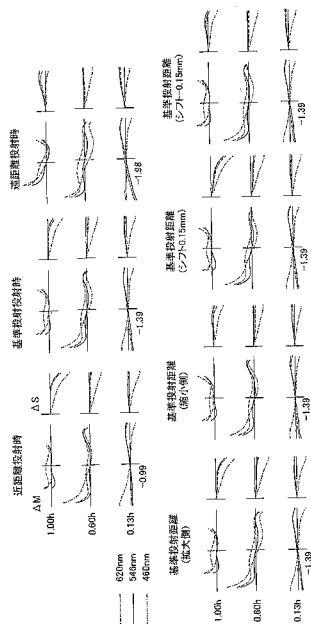 近距離投射時
基準投射投射時
遠距離投射時
ΔM
ΔS
1.00h
0.60h
0.13h
-0.99
-1.39
-1.98
620nm
546nm
460nm
基準投射距離
(拡大側)
基準投射距離
(縮小側)
基準投射距離
(シフト0.15mm)
基準投射距離
(シフト-0.15mm)
1.00h
0.60h
0.13h
-1.39
-1.39
-1.39
-1.39